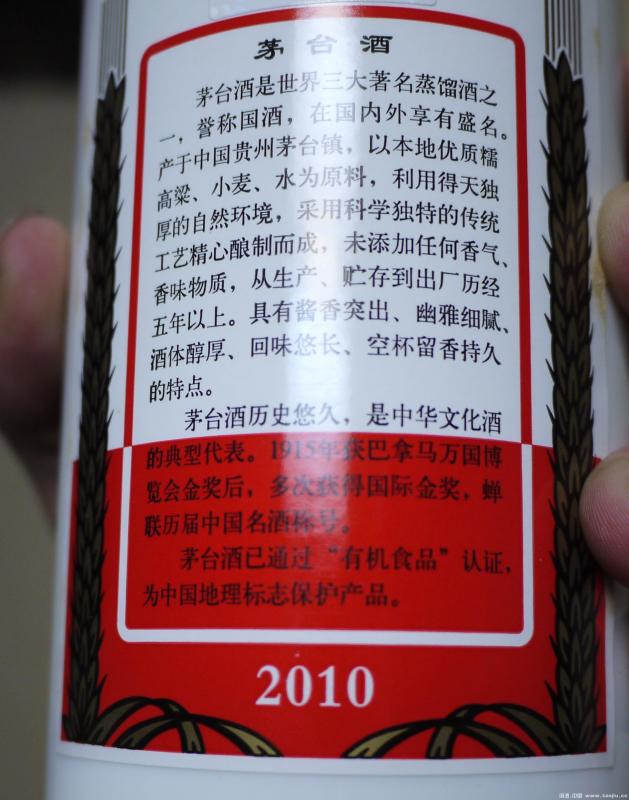 茅台酒
茅台酒是世界三大著名蒸馏酒之
一，誉称国酒，在国内外享有盛名。
产于中国贵州茅台镇，以本地优质糯
高粱、小麦、水为原料，利用得天独
厚的自然环境，采用科学独特的传统
工艺精心酿制而成，未添加任何香气、
香味物质，从生产、贮存到出厂历经
五年以上。具有酱香突出、幽雅细腻、
酒体醇厚、回味悠长、空杯留香持久
的特点。
茅台酒历史悠久，是中华文化酒
的典型代表。1915年获巴拿马万国博
览会金奖后，多次获得国际金奖，蝉
联历届中国名酒称号。
茅台酒已通过“有机食品”认证，
为中国地理标志保护产品。
2010